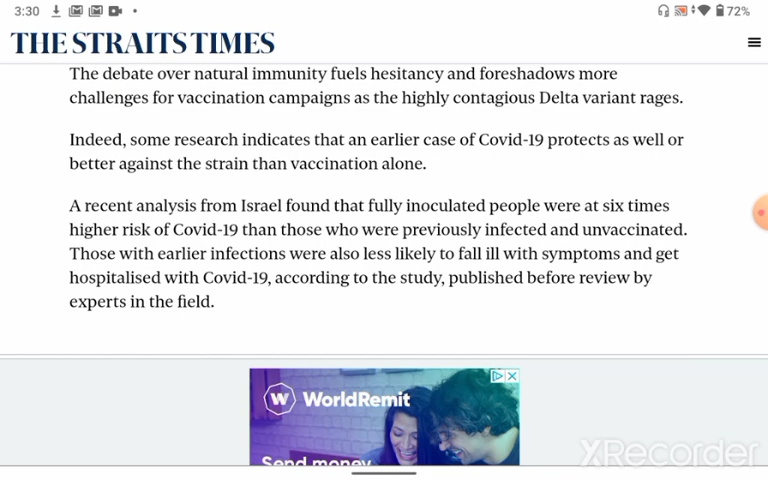 3:30
72%
THE STRAITS TIMES
The debate over natural immunity fuels hesitancy and foreshadows more
challenges for vaccination campaigns as the highly contagious Delta variant rages.
Indeed, some research indicates that an earlier case of Covid-19 protects as well or
better against the strain than vaccination alone.
A recent analysis from Israel found that fully inoculated people were at six times
higher risk of Covid-19 than those who were previously infected and unvaccinated.
Those with earlier infections were also less likely to fall ill with symptoms and get
hospitalised with Covid-19, according to the study, published before review by
experts in the field.
W WorldRemit
Send money
XRecorder